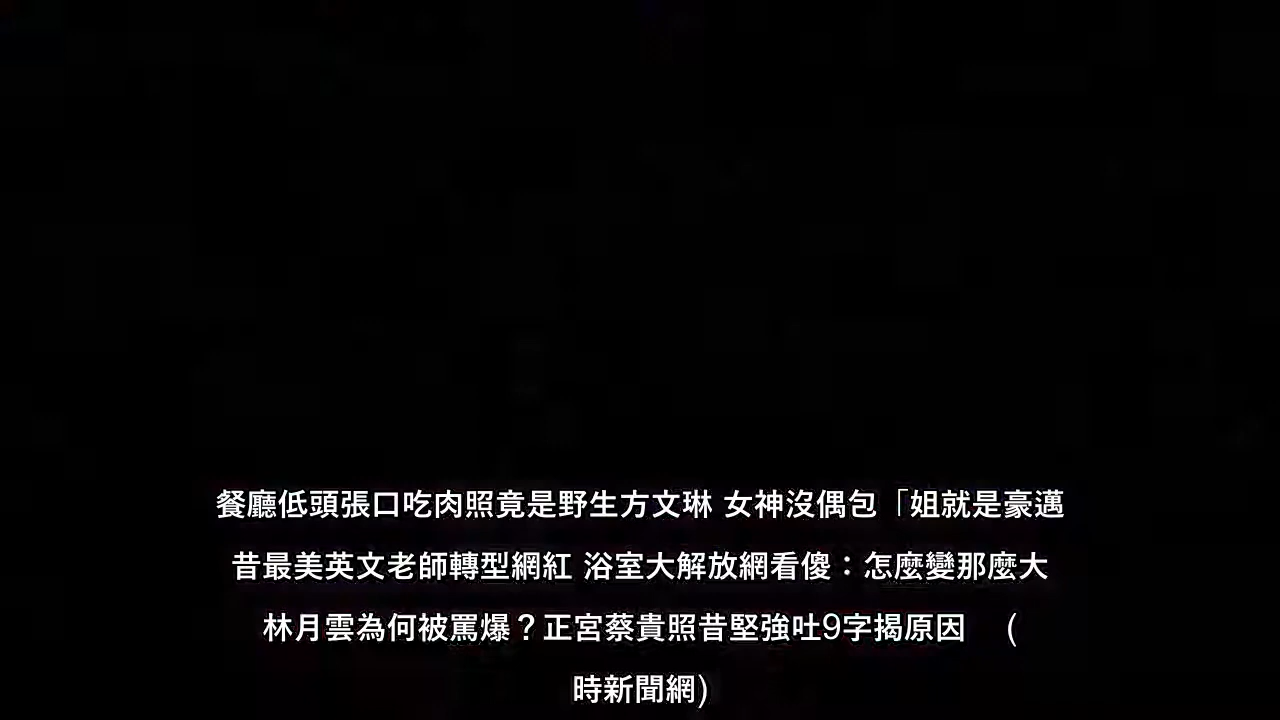 餐廳低頭張口吃肉照竟是野生方文琳 女神沒偶包「姐就是豪邁
昔最美英文老師轉型網紅 浴室大解放網看傻：怎麼變那麼大
林月雲為何被罵爆？正宮蔡貴照昔堅強吐9字揭原因 (
時新聞網)